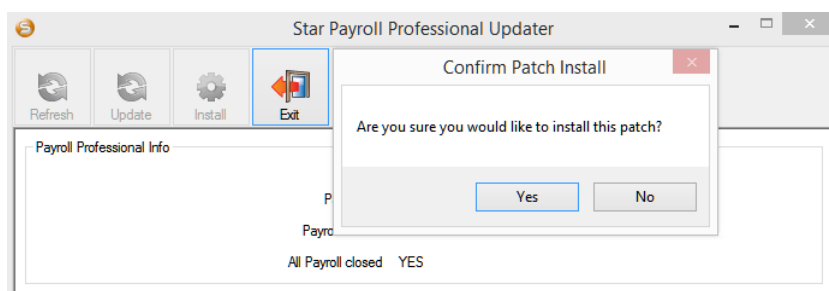 Star Payroll Professional Updater
Confirm Patch Install
Refresh
Update
Install
Exit
Are you sure you would like to install this patch?
Payroll Professional Info
Yes
No
All Payroll closed YES